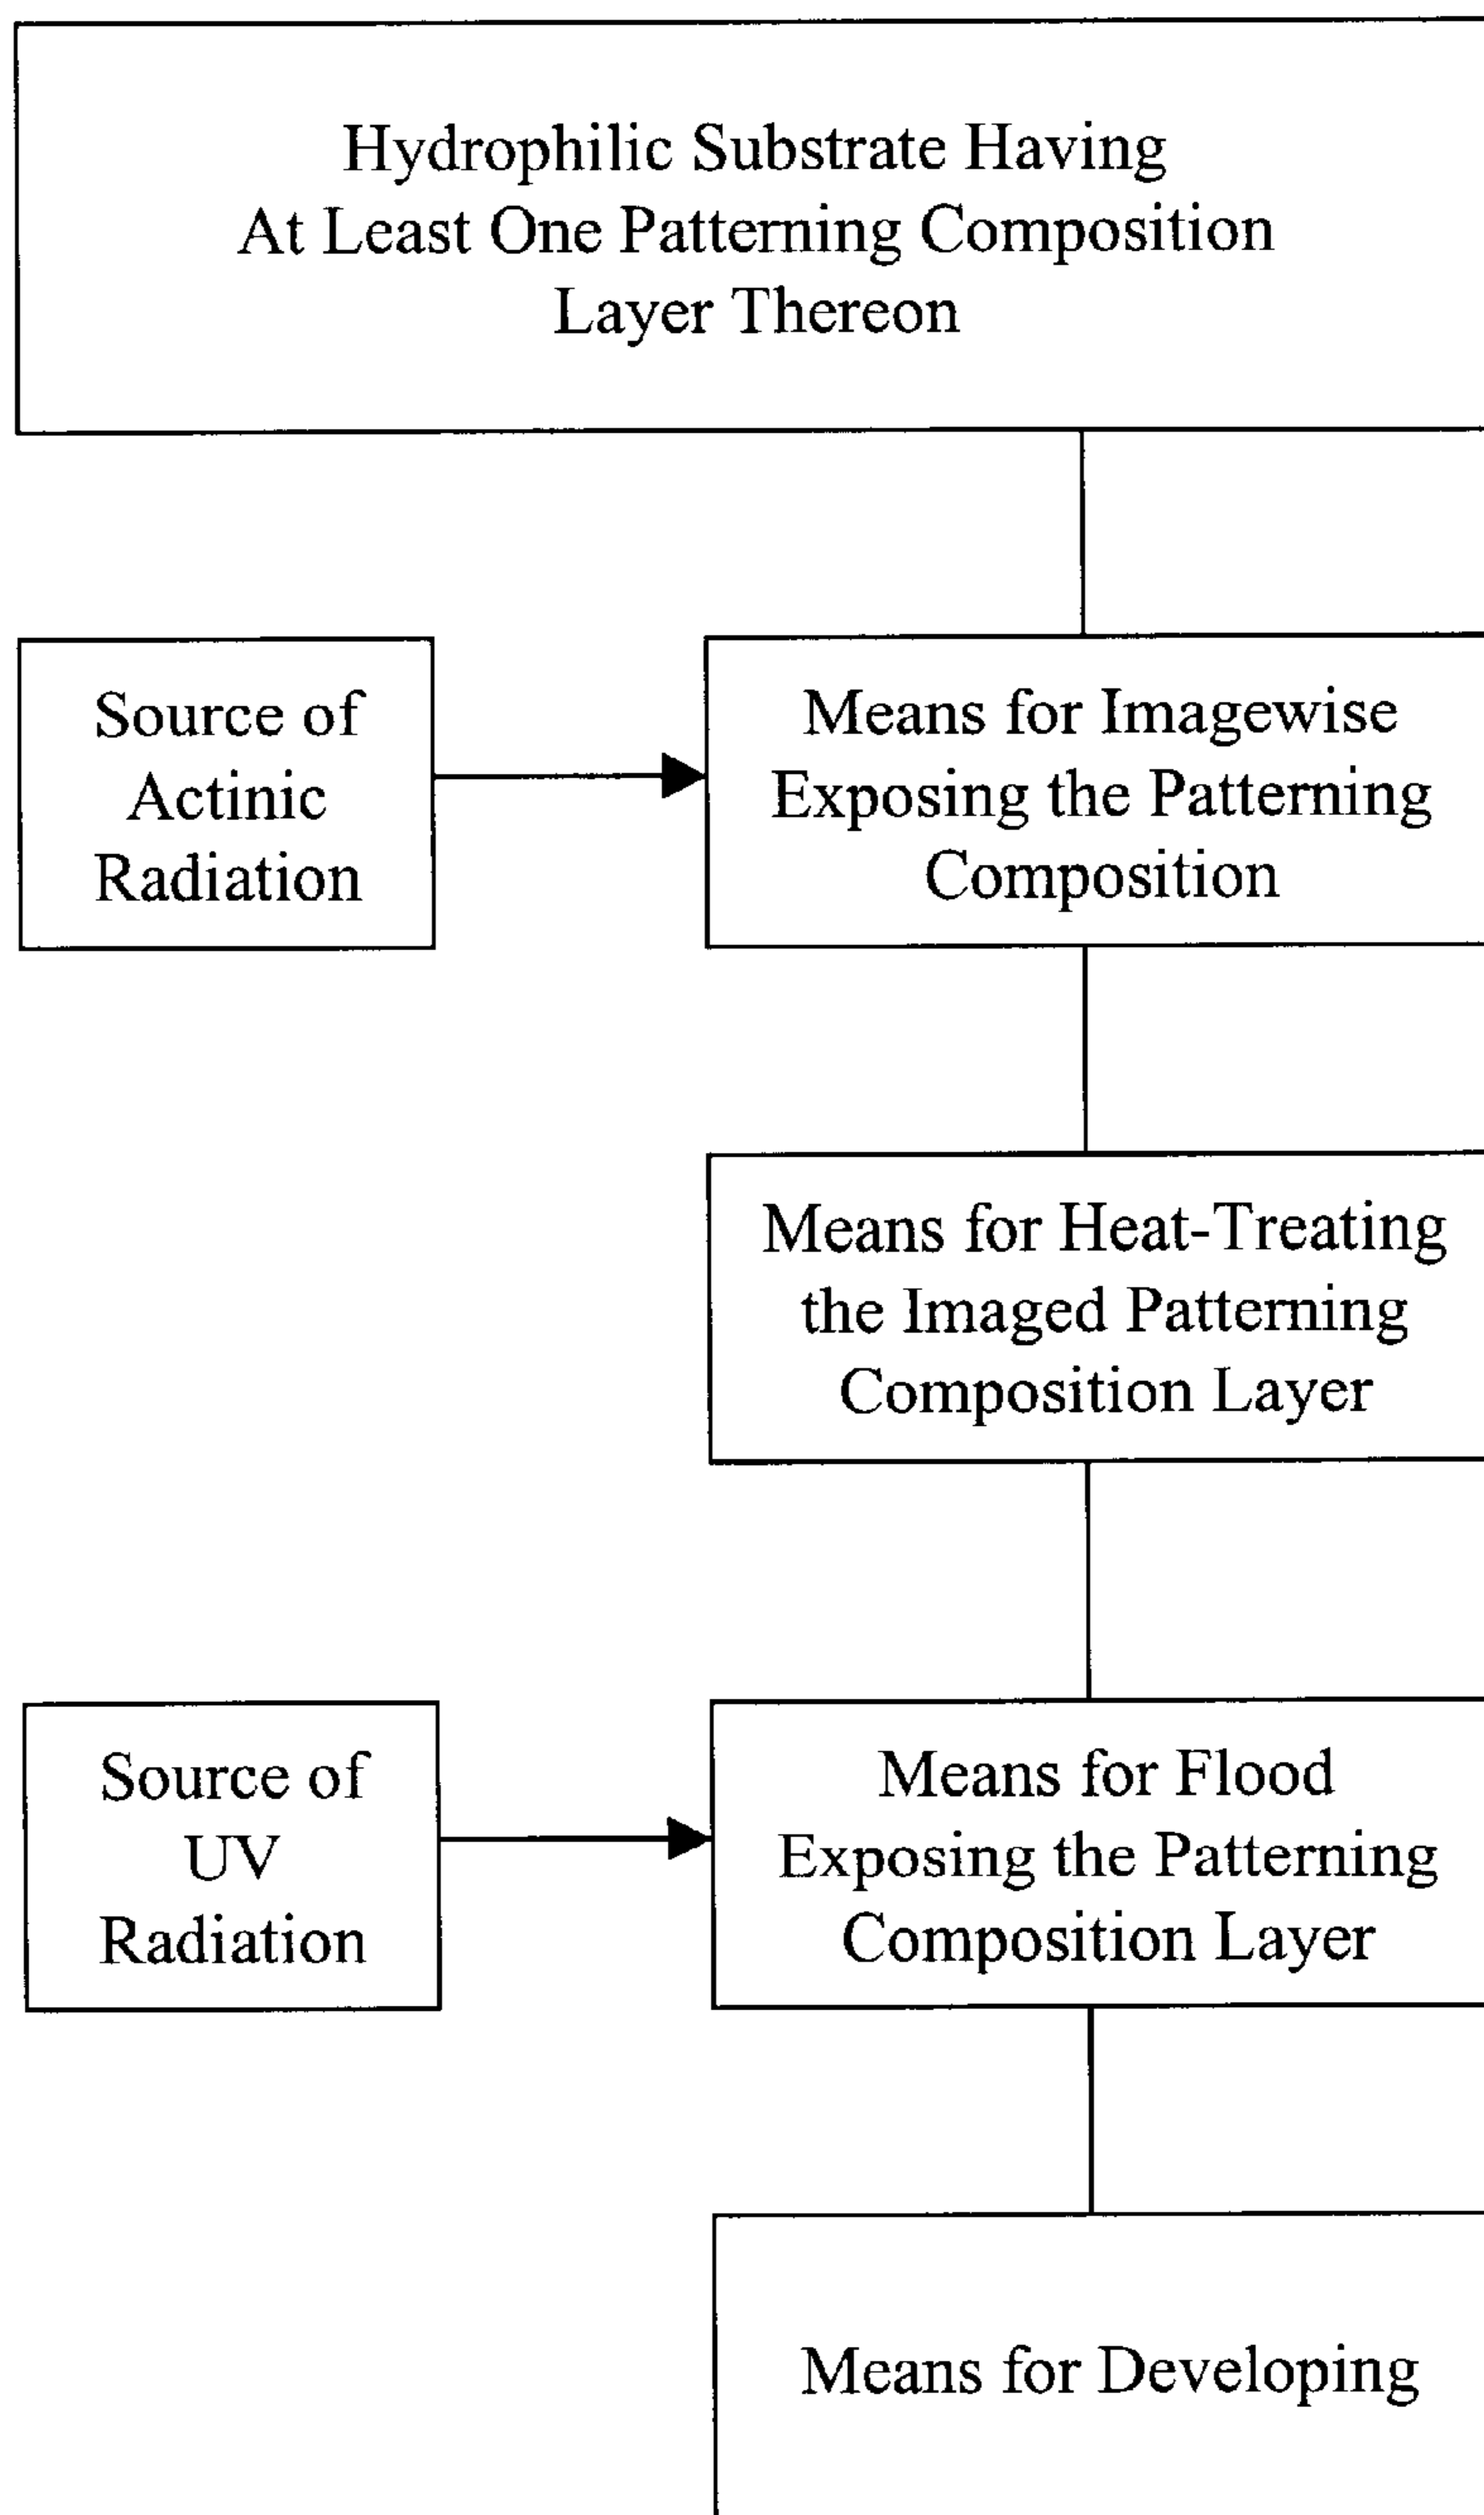 Hydrophilic Substrate Having
At Least One Patterning Composition
Layer Thereon
Source of
Actinic
Radiation
Means for Imagewise
Exposing the Patterning
Composition
Means for Heat-Treating
the Imaged Patterning
Composition Layer
Source of
UV
Radiation
Means for Flood
Exposing the Patterning
Composition Layer
Means for Developing